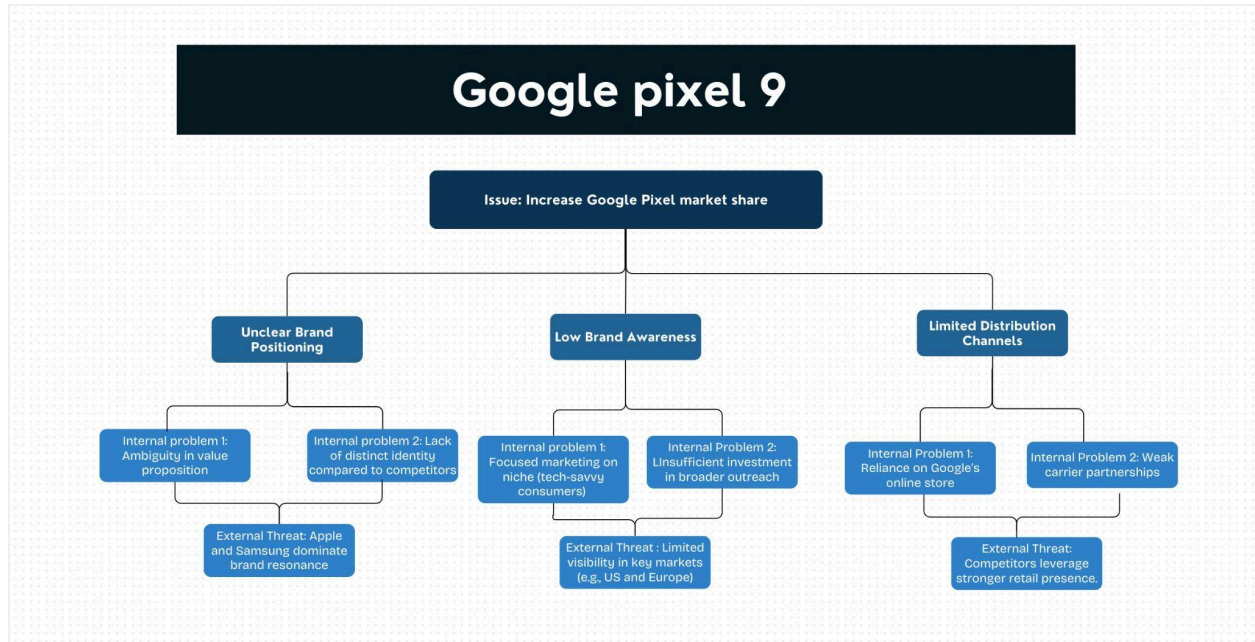 Google pixel 9
Issue: Increase Google Pixel market share
Unclear Brand
Positioning
Low Brand Awareness
Limited Distribution
Channels
Internal problem 1:
Ambiguity in value
proposition
Internal problem 2: Lack
of distinct identity
compared to competitors
Internal problem 1:
Focused marketing on
niche (tech-savvy
consumers)
Internal Problem 2:
LInsufficient investment
in broader outreach
Internal Problem 1:
Reliance on Google's
online store
Internal Problem 2: Weak
carrier partnerships
External Threat: Apple
and Samsung dominate
brand resonance
External Threat : Limited
visibility in key markets
(e.g., US and Europe)
External Threat:
Competitors leverage
stronger retail presence.